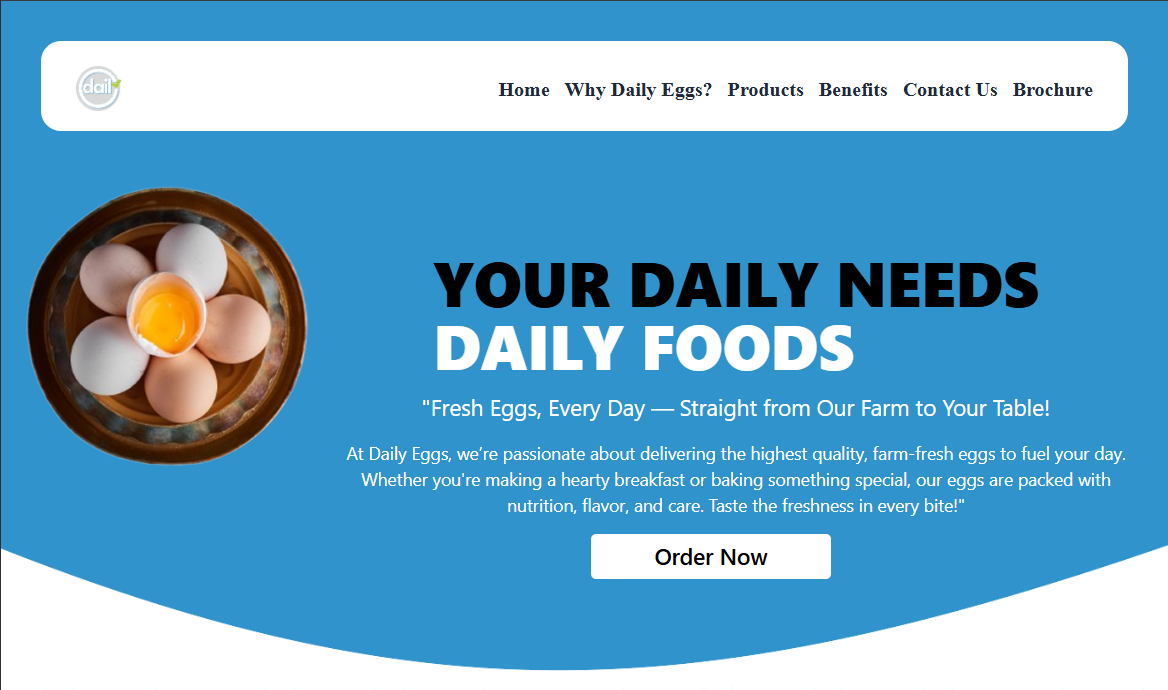 dail
Home Why Daily Eggs? Products Benefits Contact Us Brochure
YOUR DAILY NEEDS
DAILY FOODS
"Fresh Eggs, Every Day — Straight from Our Farm to Your Table!
At Daily Eggs, we’re passionate about delivering the highest quality, farm-fresh eggs to fuel your day.
Whether you're making a hearty breakfast or baking something special, our eggs are packed with
nutrition, flavor, and care. Taste the freshness in every bite!"
Order Now